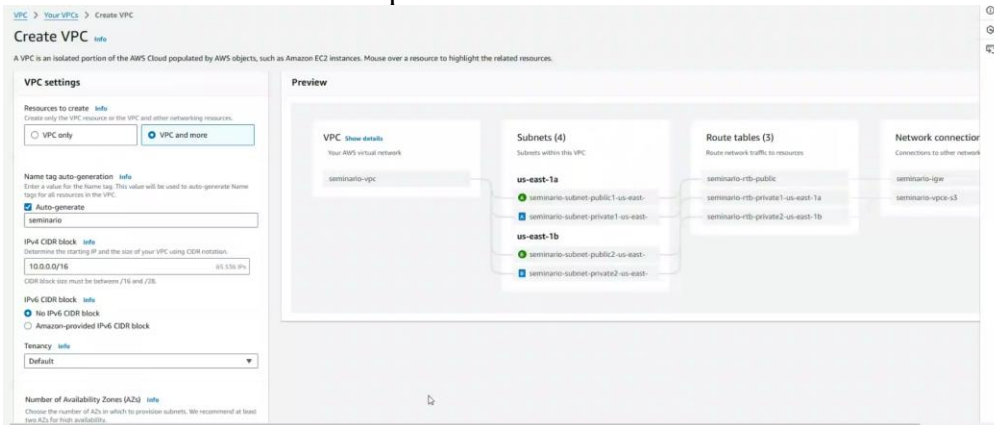 VPC > Your VPCs > Create VPC
Create VPC Info
A VPC is an isolated portion of the AWS Cloud populated by AWS objects, such as Amazon EC2 instances. Mouse over a resource to highlight the related resources.
VPC settings
Resources to create Info
Create only the VPC resource or the VPC and other networking resources.
VPC only
VPC and more
Name tag auto-generation Info
Enter a value for the Name tag. This value will be used to auto-generate Name
tags for all resources in the VPC.
Auto-generate
seminario
IPv4 CIDR block Info
Determine the starting IP and the size of your VPC using CIDR notation.
10.0.0.0/16
65,536 IPs
CIDR block size must be between /16 and /28.
IPv6 CIDR block Info
No IPv6 CIDR block
Amazon-provided IPv6 CIDR block
Tenancy Info
Default
Number of Availability Zones (AZs) Info
Choose the number of AZs in which to provision subnets. We recommend at least
two AZs for high availability.
Preview
VPC Show details
Your AWS virtual network
seminario-vpc
Subnets (4)
Subnets within this VPC
us-east-1a
seminario-subnet-public1-us-east-
seminario-subnet-private1-us-east-
us-east-1b
seminario-subnet-public2-us-east-
seminario-subnet-private2-us-east-
Route tables (3)
Route network traffic to resources
seminario-rtb-public
seminario-rtb-private1-us-east-1a
seminario-rtb-private2-us-east-1b
Network connection
Connections to other network
seminario-igw
seminario-vpce-s3